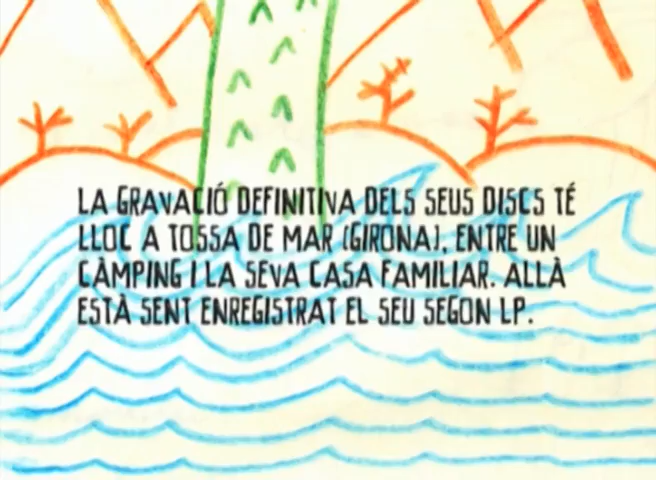 LA GRAVACIÓ DEFINITIVA DELS SEUS DISCS TÉ
LLOC A TOSSA DE MAR (GIRONA), ENTRE UN
CÀMPING I LA SEVA CASA FAMILIAR. ALLÀ
ESTÀ SENT ENREGISTRAT EL SEU SEGON LP.